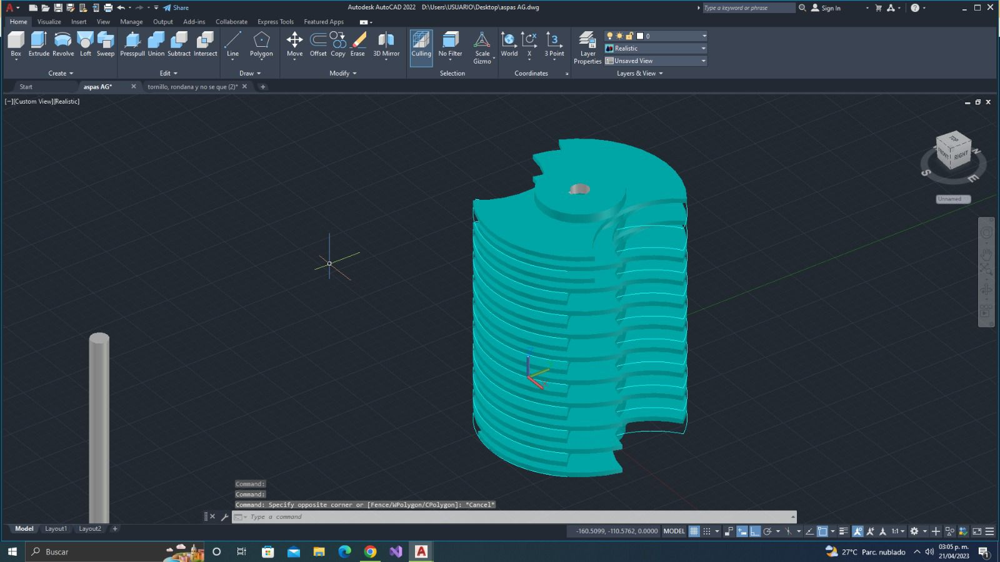 Share
Autodesk AutoCAD 2022 D:\Users\USUARIO\Desktop\aspas AG.dwg
Type a keyword or phrase
Sign In
Home Visualize Insert View Manage Output Add-ins Collaborate Express Tools Featured Apps
Box Extrude Revolve Loft Sweep Presspull Union Subtract Intersect Line Polygon Move Offset Copy Erase 3D Mirror Culling No Filter Scale Gizmo World X 3 Point Layer Properties
0
Realistic
Unsaved View
Create Edit Draw Modify Selection Coordinates Layers & View
Start aspas AG* tornillo, rondana y no se que (2)*
[−][Custom View][Realistic]
TOP
RIGHT
N
S
E
Unnamed
Command:
Command:
Command: Specify opposite corner or [Fence/WPolygon/CPolygon]: *Cancel*
Type a command
Model Layout1 Layout2 +
-160.5099, -110.5762, 0.0000 MODEL 1:1
Buscar
27°C Parc. nublado
03:05 p. m.
21/04/2023
1